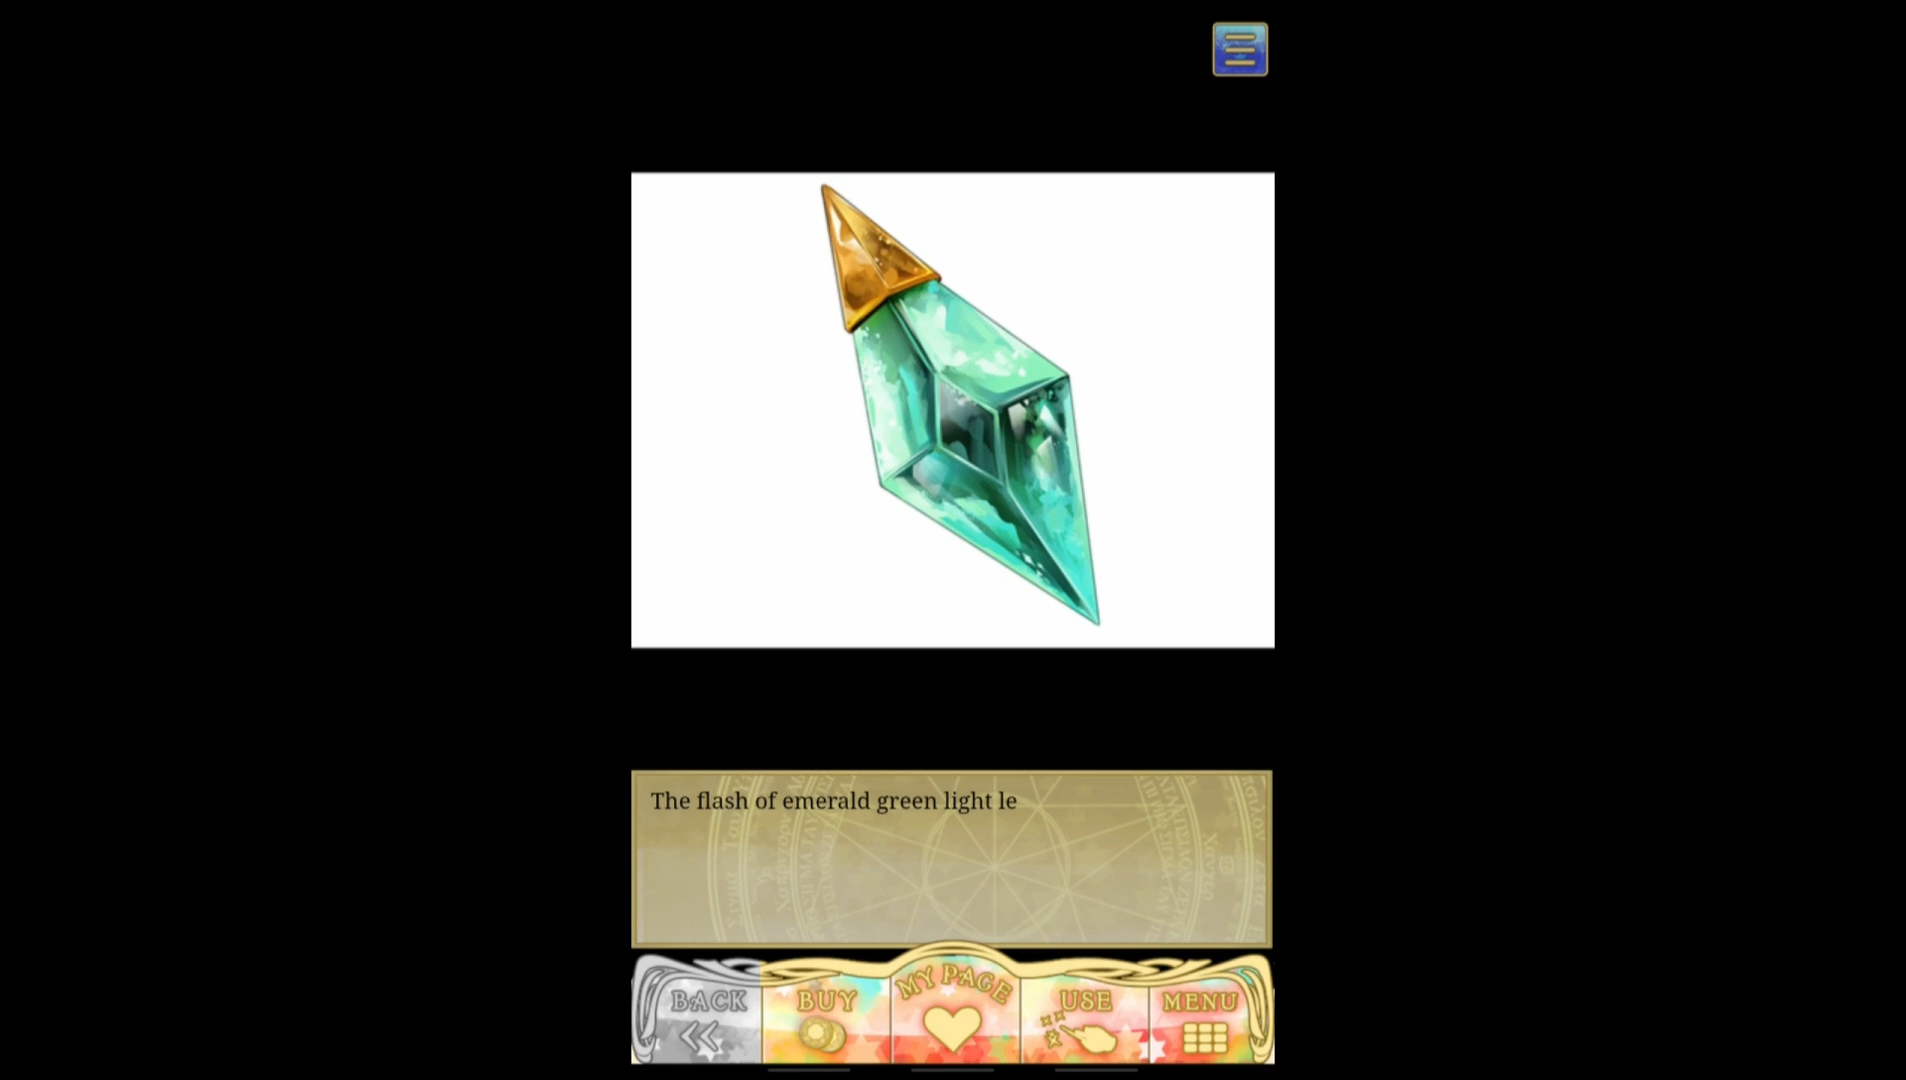 The flash of emerald green light le
BACK
BUY
MY PAGE
USE
MENU